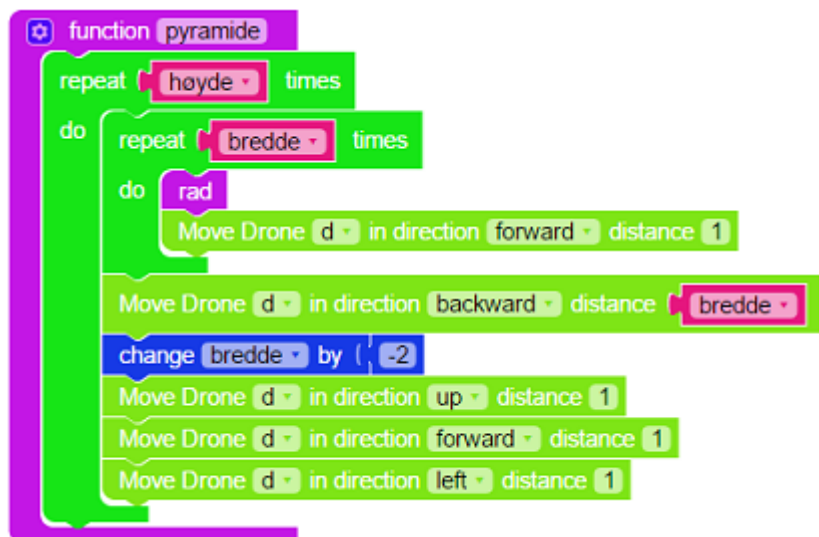 function pyramide
repeat høyde times
do repeat bredde times
do rad
Move Drone d in direction forward distance 1
Move Drone d in direction backward distance bredde
change bredde by -2
Move Drone d in direction up distance 1
Move Drone d in direction forward distance 1
Move Drone d in direction left distance 1